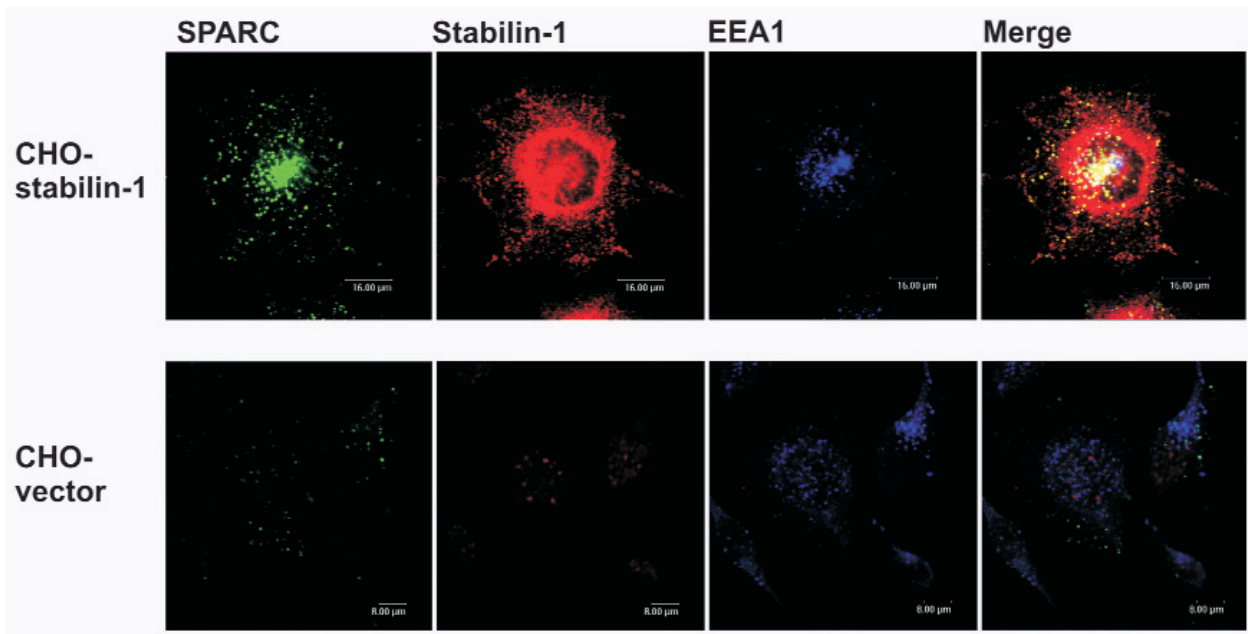 SPARC Stabilin-1 EEA1 Merge
CHO-
stabilin-1
16.00 µm 16.00 µm 16.00 µm 16.00 µm
CHO-
vector
8.00 µm 8.00 µm 8.00 µm 8.00 µm